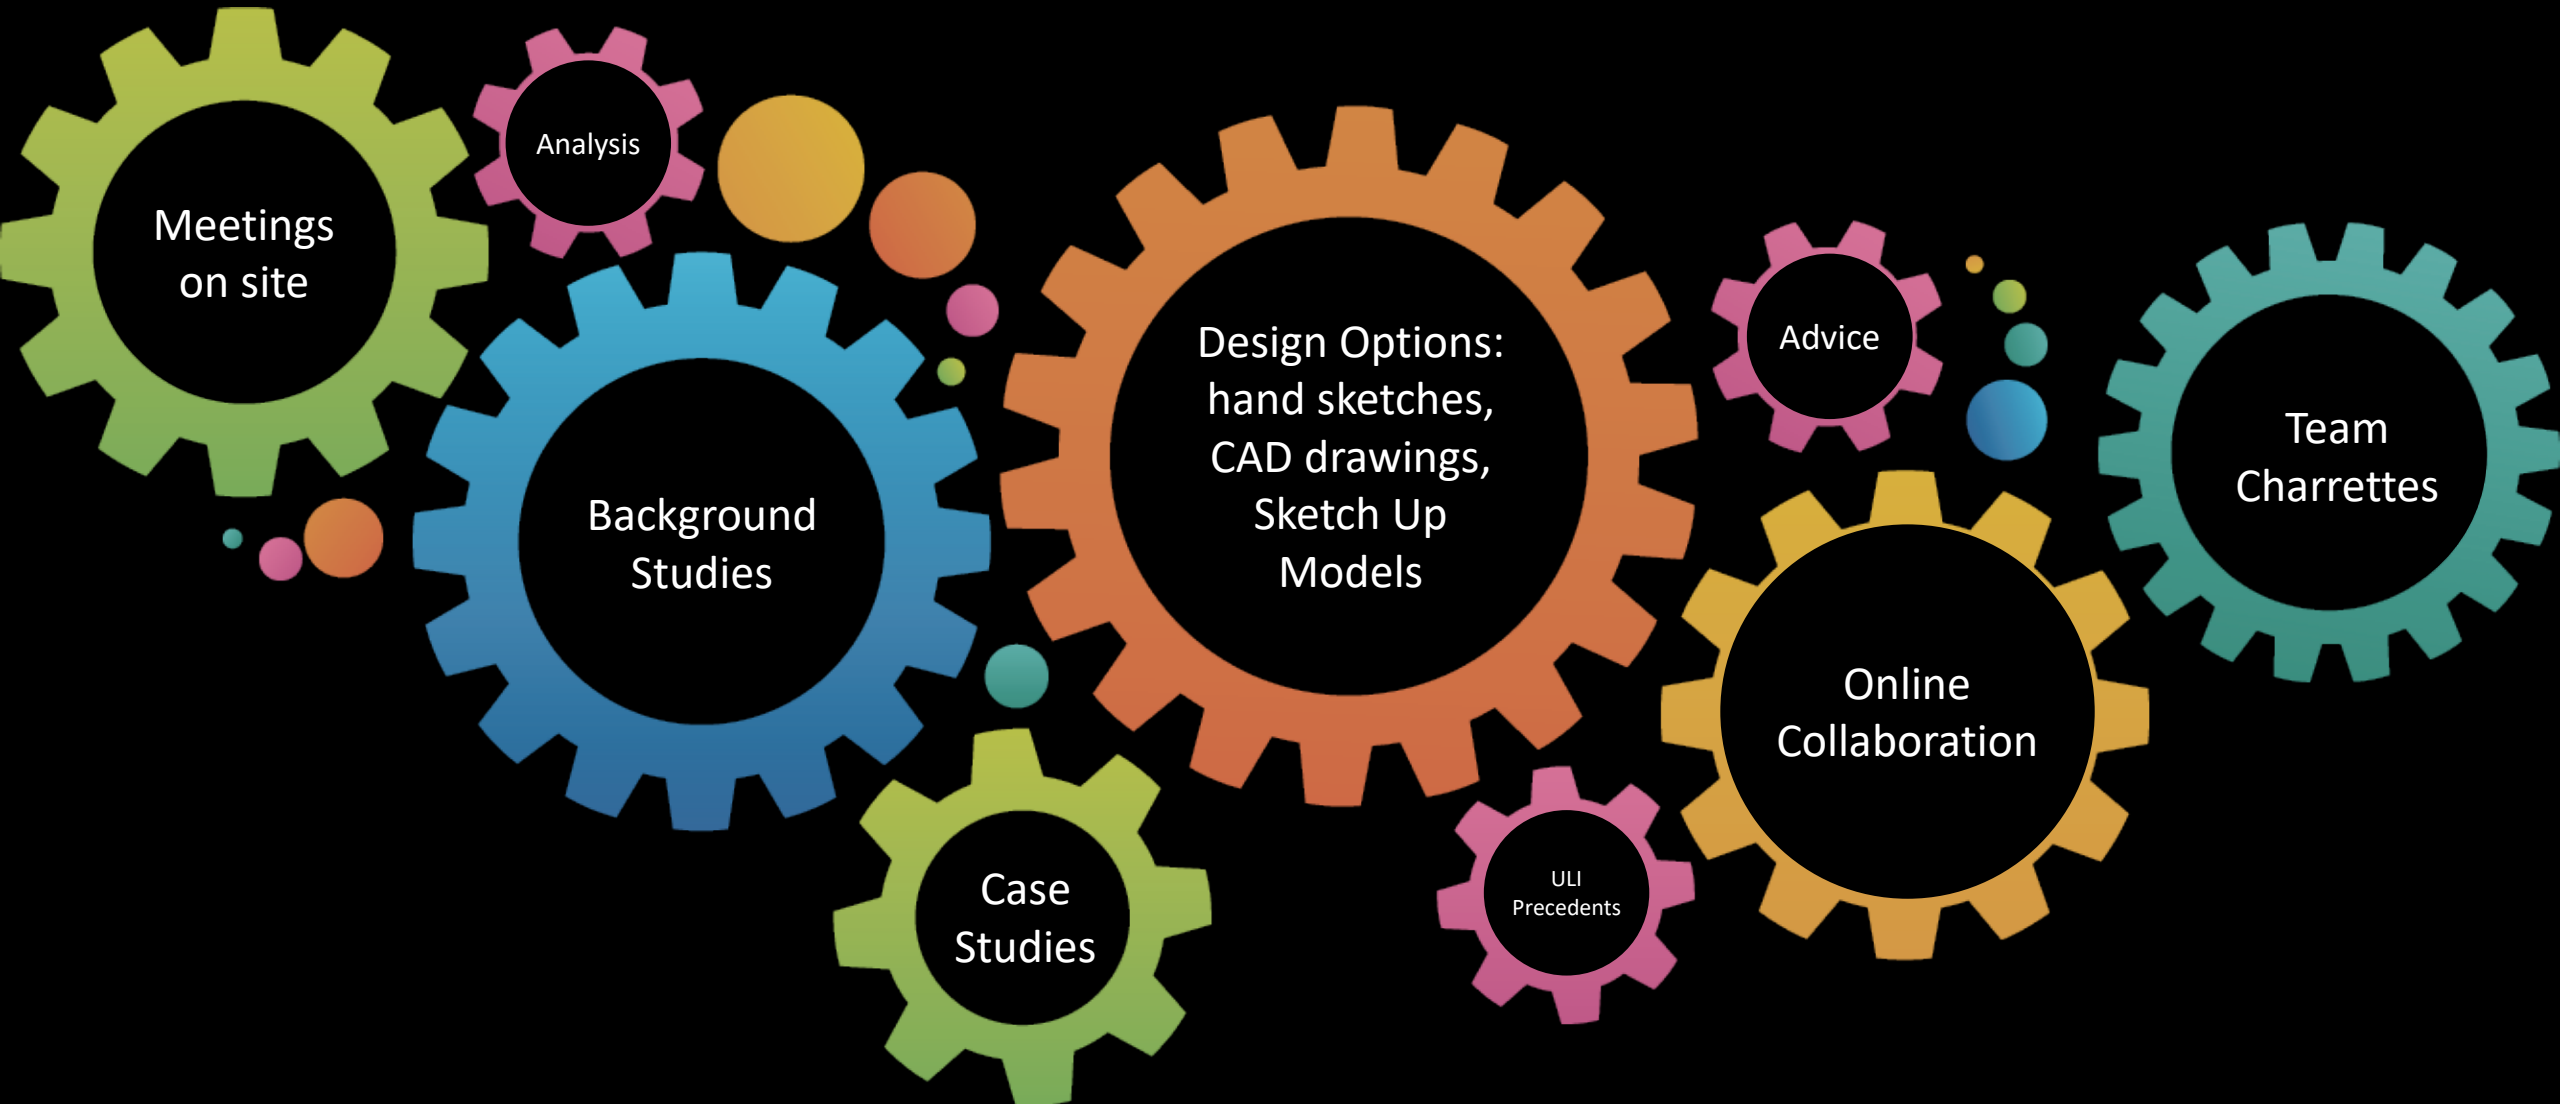 Meetings
on site
Analysis
Background
Studies
Case
Studies
Design Options:
hand sketches,
CAD drawings,
Sketch Up
Models
ULI
Precedents
Advice
Online
Collaboration
Team
Charrettes